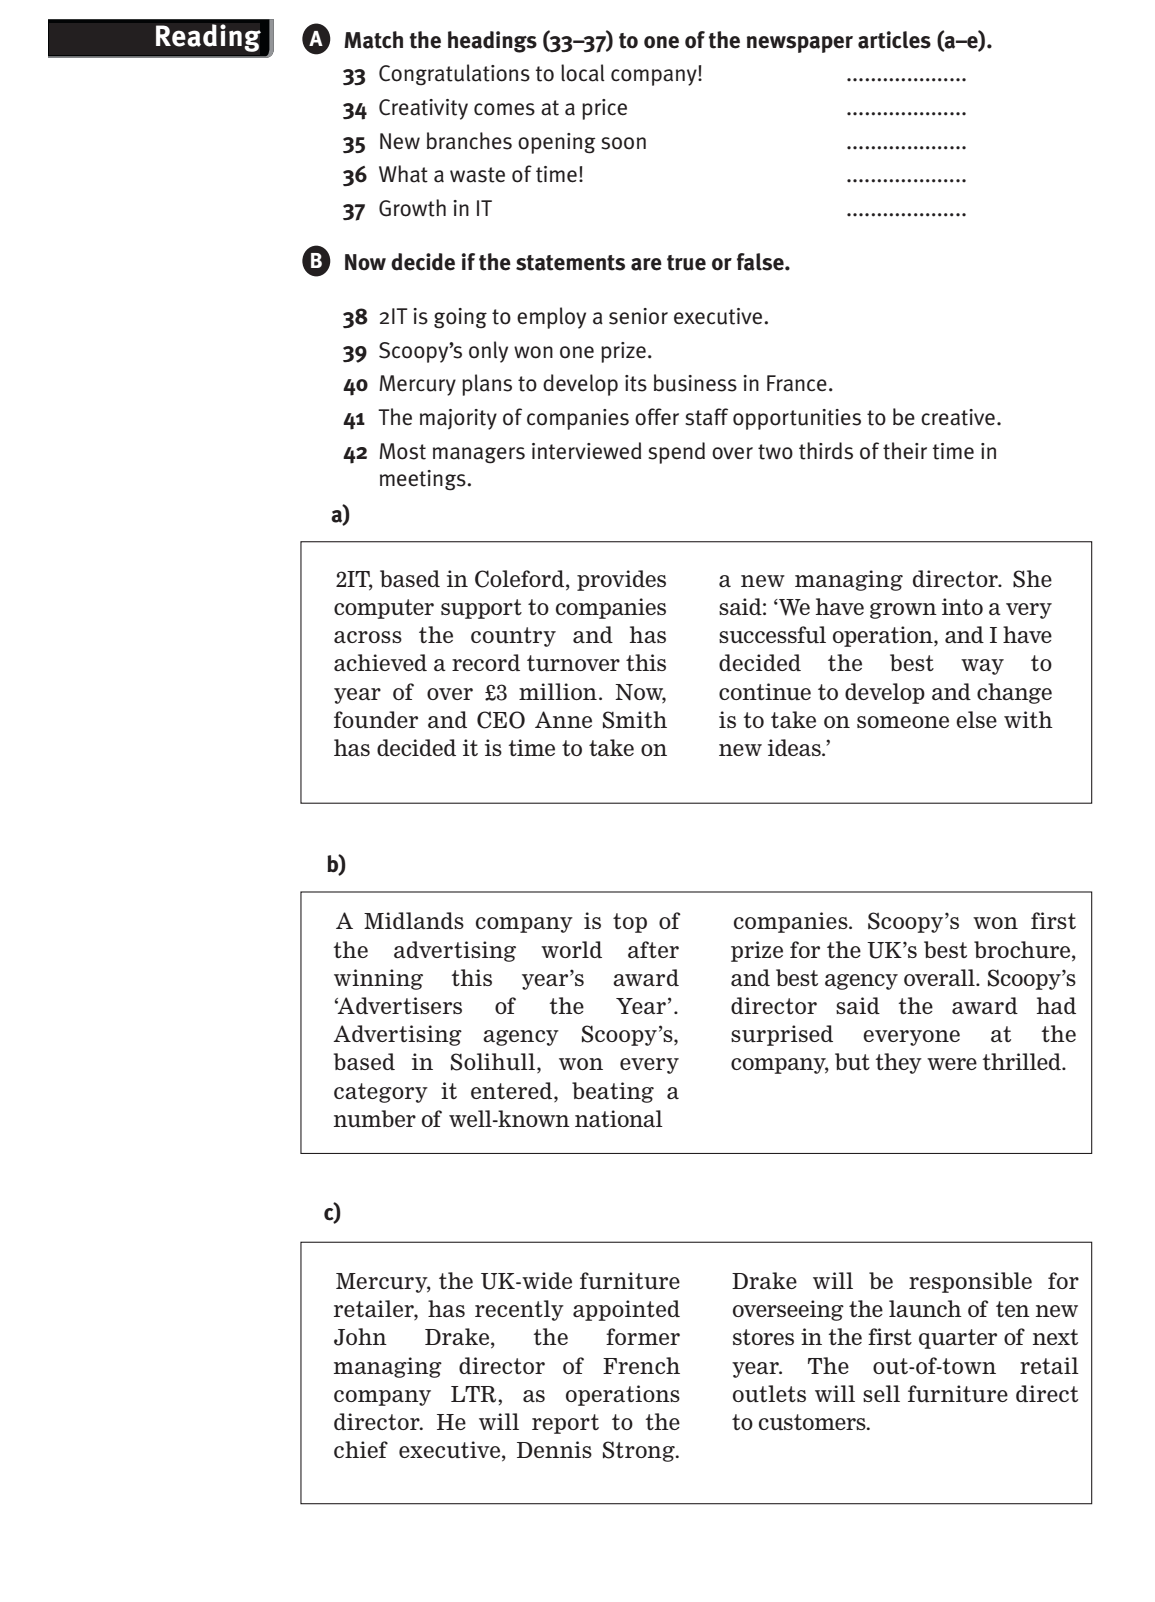 Reading
A Match the headings (33–37) to one of the newspaper articles (a–e).
33 Congratulations to local company! ....................
34 Creativity comes at a price ....................
35 New branches opening soon ....................
36 What a waste of time! ....................
37 Growth in IT ....................
B Now decide if the statements are true or false.
38 2IT is going to employ a senior executive.
39 Scoopy’s only won one prize.
40 Mercury plans to develop its business in France.
41 The majority of companies offer staff opportunities to be creative.
42 Most managers interviewed spend over two thirds of their time in
meetings.
a)
2IT, based in Coleford, provides
computer support to companies
across the country and has
achieved a record turnover this
year of over £3 million. Now,
founder and CEO Anne Smith
has decided it is time to take on
a new managing director. She
said: ‘We have grown into a very
successful operation, and I have
decided the best way to
continue to develop and change
is to take on someone else with
new ideas.’
b)
A Midlands company is top of
the advertising world after
winning this year’s award
‘Advertisers of the Year’.
Advertising agency Scoopy’s,
based in Solihull, won every
category it entered, beating a
number of well-known national
companies. Scoopy’s won first
prize for the UK’s best brochure,
and best agency overall. Scoopy’s
director said the award had
surprised everyone at the
company, but they were thrilled.
c)
Mercury, the UK-wide furniture
retailer, has recently appointed
John Drake, the former
managing director of French
company LTR, as operations
director. He will report to the
chief executive, Dennis Strong.
Drake will be responsible for
overseeing the launch of ten new
stores in the first quarter of next
year. The out-of-town retail
outlets will sell furniture direct
to customers.